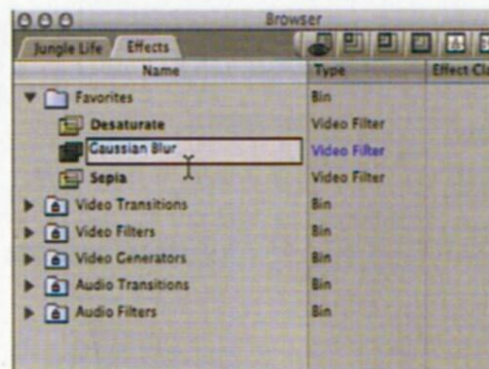 Browser
Jungle Life Effects
Name Type Effect
Favorites Bin
Desaturate Video Filter
Gaussian Blur Video Filter
Sepia Video Filter
Video Transitions Bin
Video Filters Bin
Video Generators Bin
Audio Transitions Bin
Audio Filters Bin